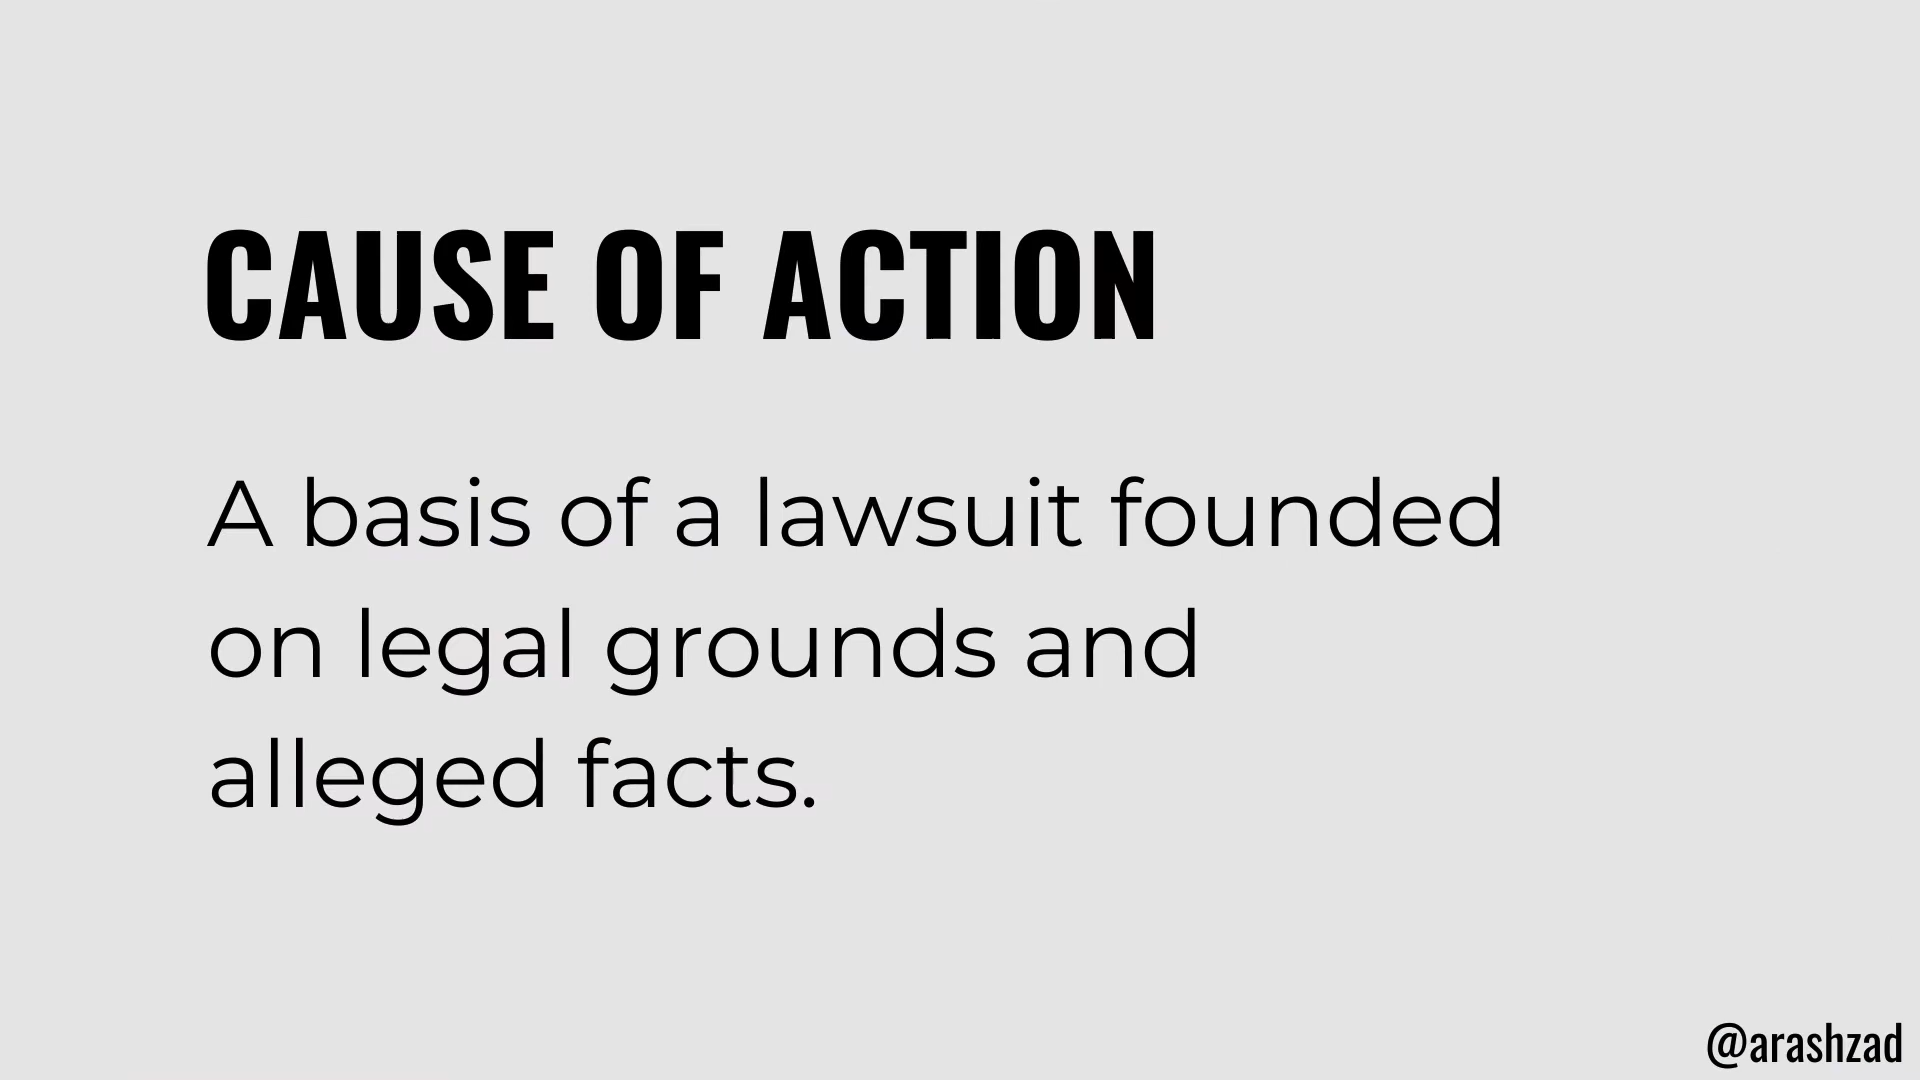 CAUSE OF ACTION
A basis of a lawsuit founded
on legal grounds and
alleged facts.
@arashzad